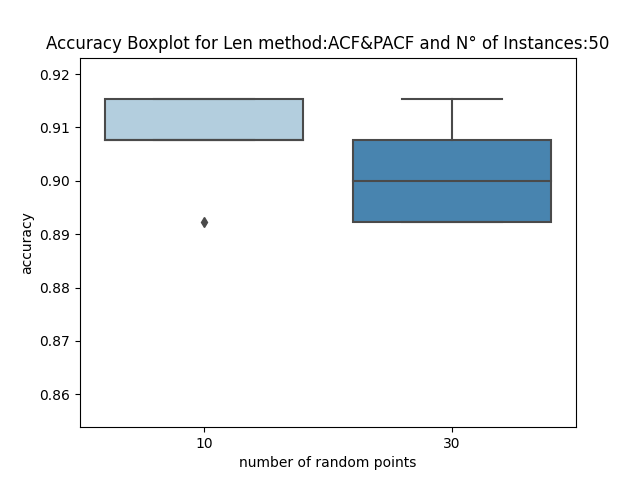 Accuracy Boxplot for Len method:ACF&PACF and N° of Instances:50
0.92
0.91
0.90
0.89
0.88
0.87
0.86
accuracy
10 30
number of random points